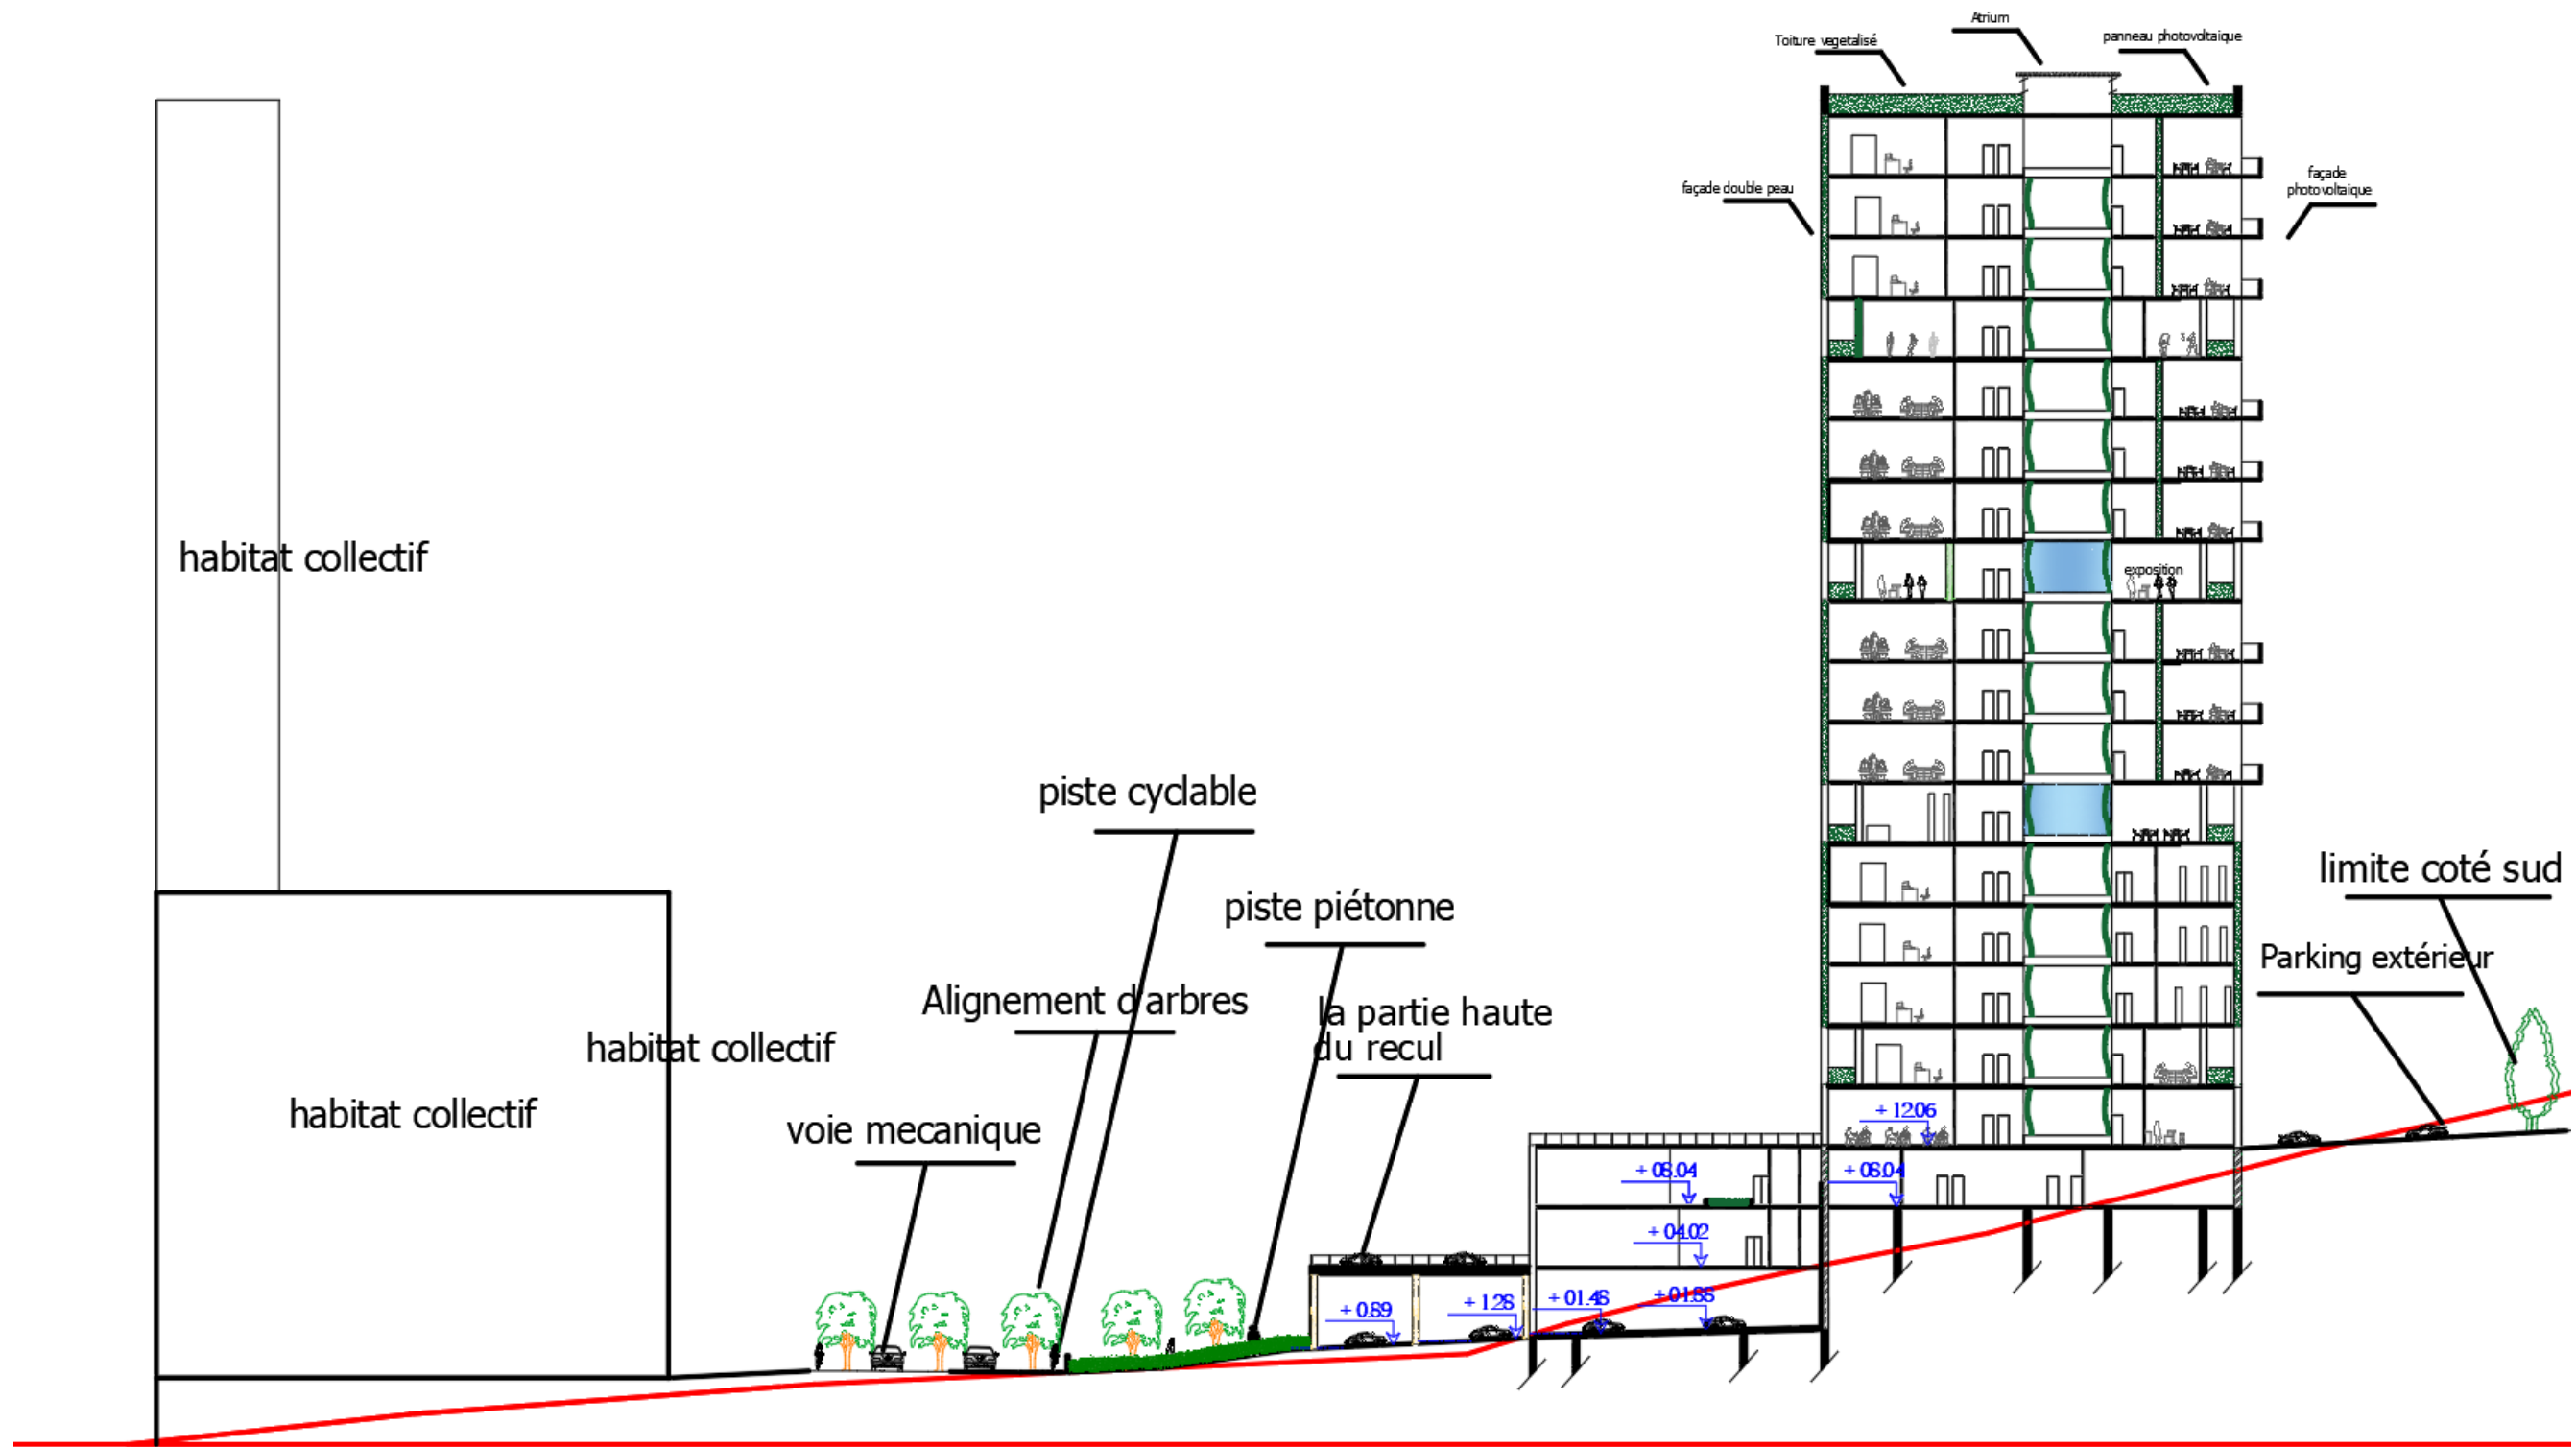 Atrium
Toiture vegetalisé
panneau photovoltaique
façade double peau
façade
photovoltaique
habitat collectif
exposition
piste cyclable
limite coté sud
piste piétonne
Parking extérieur
Alignement d'arbres
la partie haute
du recul
habitat collectif
habitat collectif
voie mecanique
+ 12.06
+ 08.04
+ 08.04
+ 04.02
+ 0.89
+ 1.28
+ 01.48